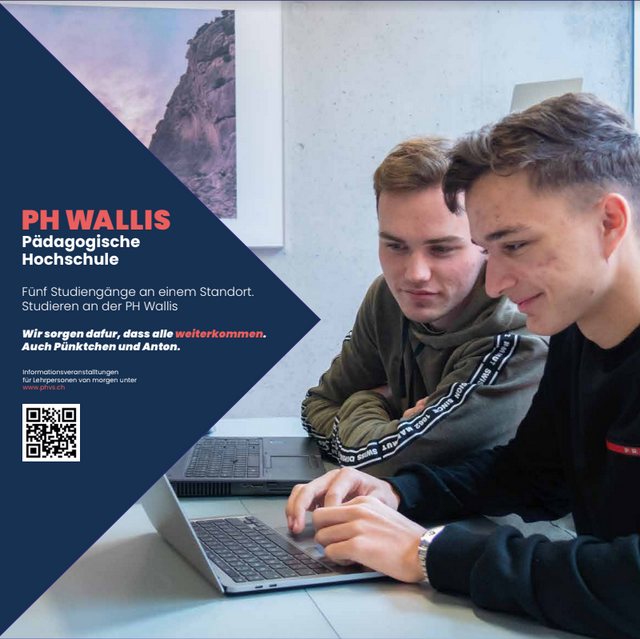 PH WALLIS
Pädagogische
Hochschule
Fünf Studiengänge an einem Standort.
Studieren an der PH Wallis
Wir sorgen dafur, dass alle weiterkommen.
Auch Pünktchen und Anton.
Informationsveranstalltungen
für Lehrpersonen von morgen unter
www.phvs.ch